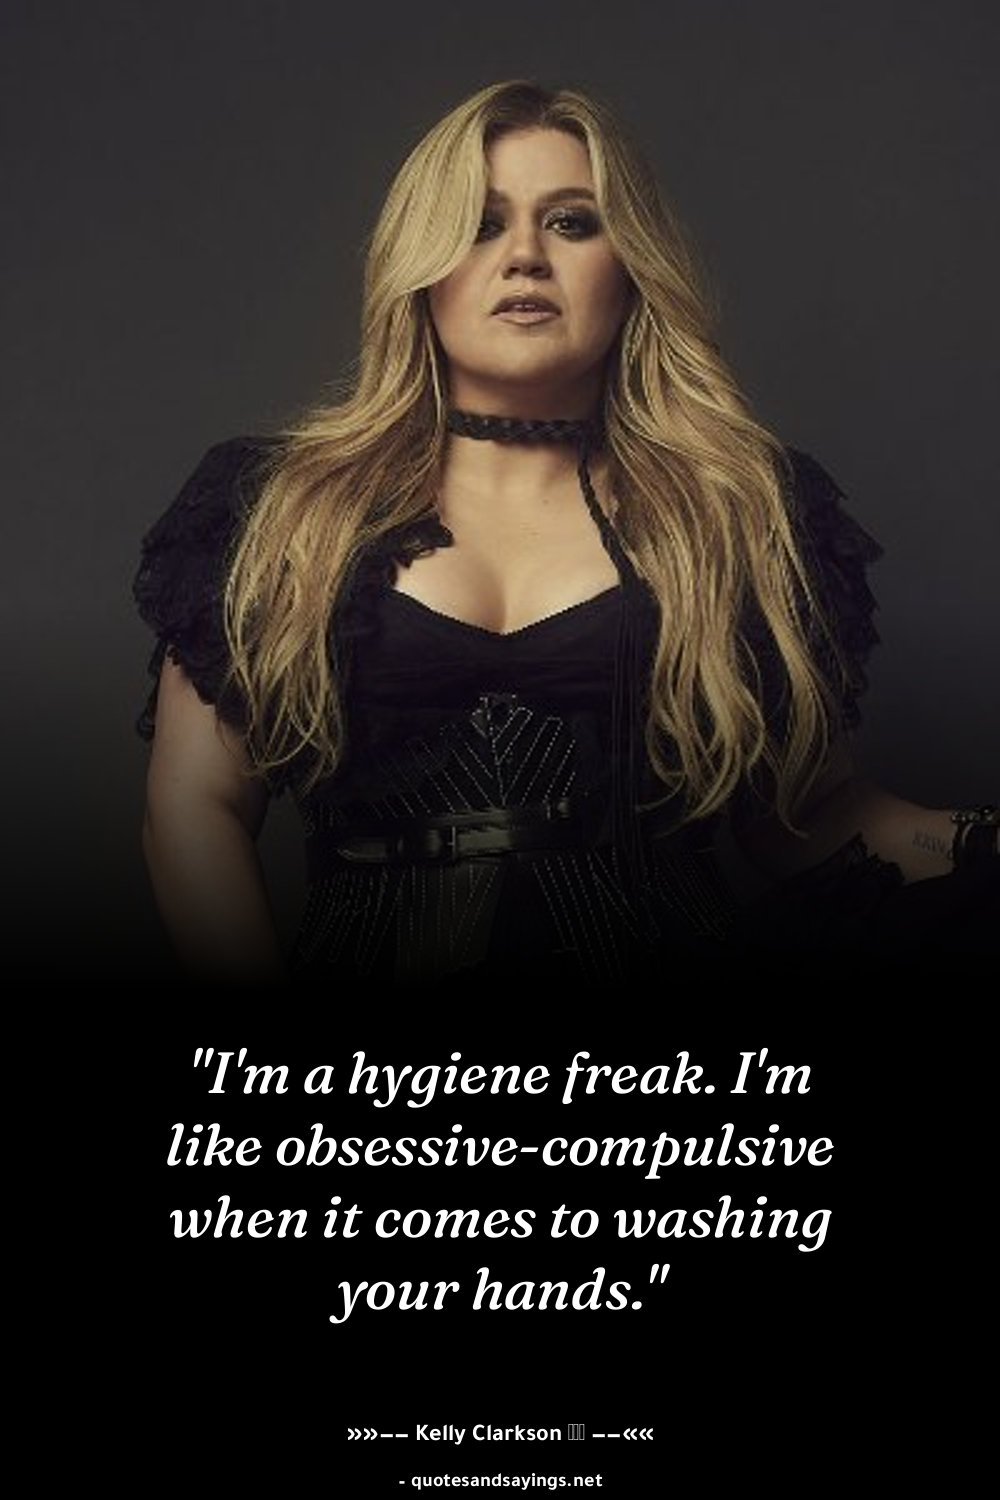 "I'm a hygiene freak. I'm
like obsessive-compulsive
when it comes to washing
your hands."
»»–– Kelly Clarkson ––««
- quotesandsayings.net